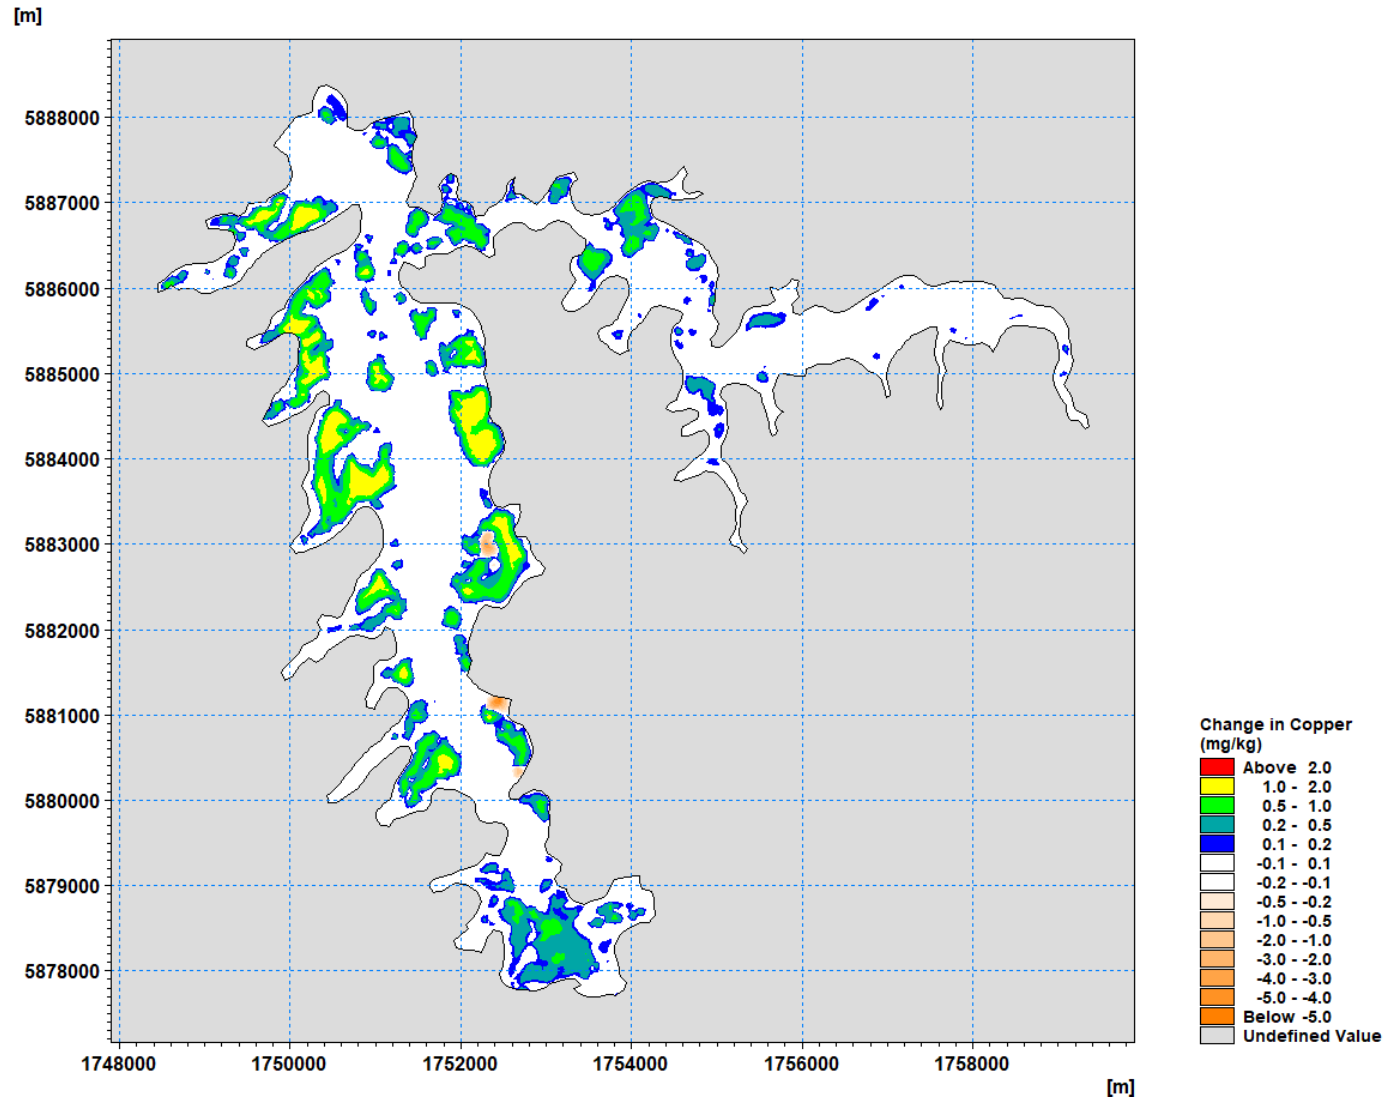 [m]
5888000
5887000
5886000
5885000
5884000
5883000
5882000
5881000
5880000
5879000
5878000
1748000 1750000 1752000 1754000 1756000 1758000
[m]
Change in Copper
(mg/kg)
Above 2.0
1.0 - 2.0
0.5 - 1.0
0.2 - 0.5
0.1 - 0.2
-0.1 - 0.1
-0.2 - -0.1
-0.5 - -0.2
-1.0 - -0.5
-2.0 - -1.0
-3.0 - -2.0
-4.0 - -3.0
-5.0 - -4.0
Below -5.0
Undefined Value